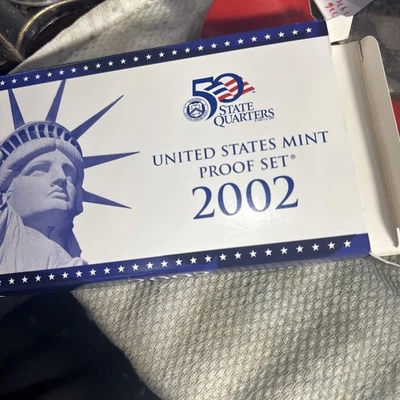 50
STATE
QUARTERS
UNITED STATES MINT
PROOF SET®
2002